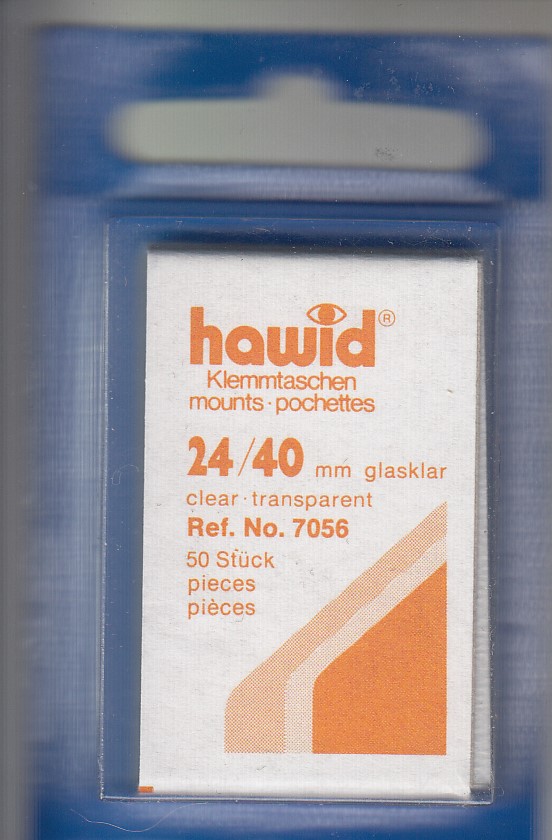 hawid®
Klemmtaschen
mounts · pochettes
24/40 mm glasklar
clear · transparent
Ref. No. 7056
50 Stück
pieces
pièces